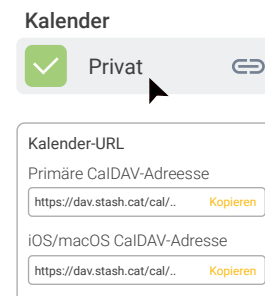 Kalender
Privat
Kalender-URL
Primäre CalDAV-Adreesse
https://dav.stash.cat/cal/.. Kopieren
iOS/macOS CalDAV-Adresse
https://dav.stash.cat/cal/.. Kopieren